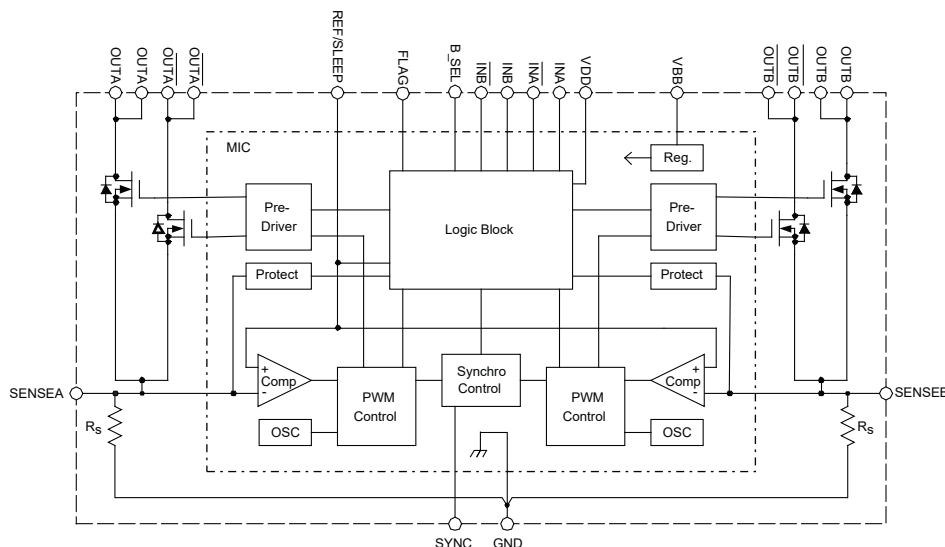 OUTA
OUTA
OUTA
OUTA
REF/SLEEP
FLAG
B_SEL
INB
INB
INA
INA
VDD
VBB
OUTB
OUTB
OUTB
OUTB
MIC
Reg.
Pre-
Driver
Logic Block
Pre-
Driver
Protect
Protect
SENSEA
+
Comp
-
PWM
Control
Synchro
Control
PWM
Control
+
Comp
-
SENSEB
Rs
OSC
OSC
Rs
SYNC
GND